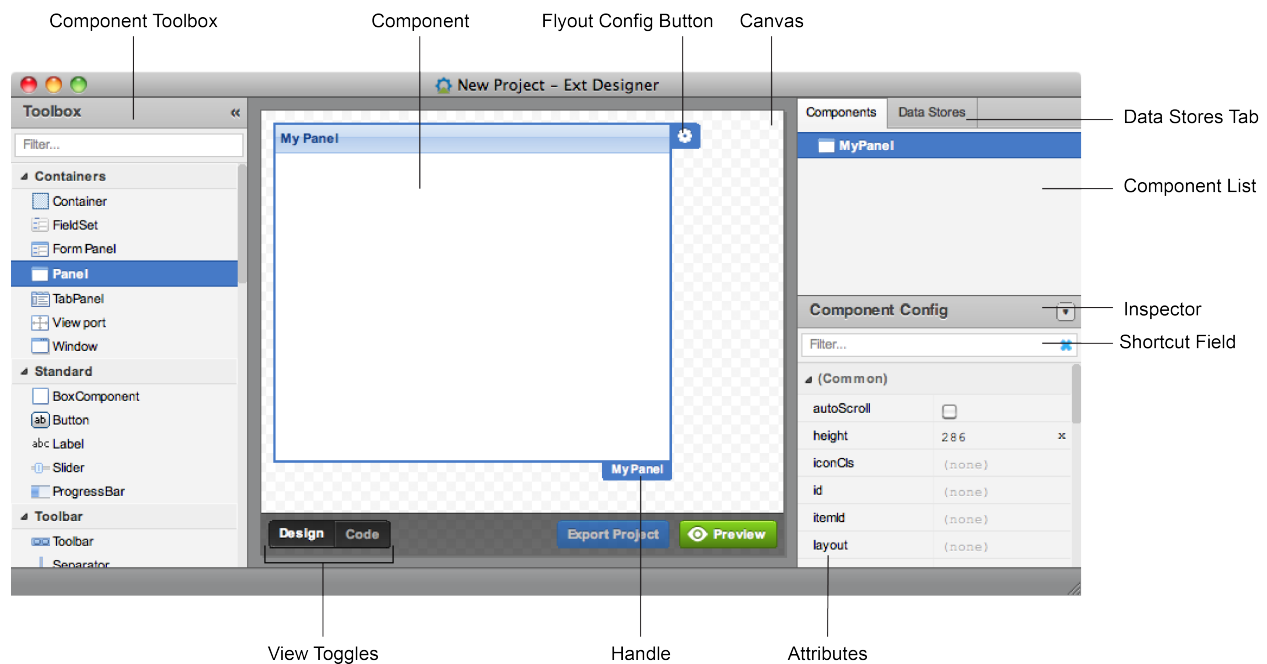 Component Toolbox
Component
Flyout Config Button
Canvas
New Project – Ext Designer
Toolbox
«
Filter...
Containers
Container
FieldSet
Form Panel
Panel
TabPanel
View port
Window
Standard
BoxComponent
ab Button
abc Label
Slider
ProgressBar
Toolbar
Toolbar
Separator
My Panel
MyPanel
Design
Code
Export Project
Preview
Components
Data Stores
MyPanel
Component Config
Filter...
(Common)
autoScroll
height 286 x
iconCls (none)
id (none)
itemId (none)
layout (none)
Data Stores Tab
Component List
Inspector
Shortcut Field
View Toggles
Handle
Attributes